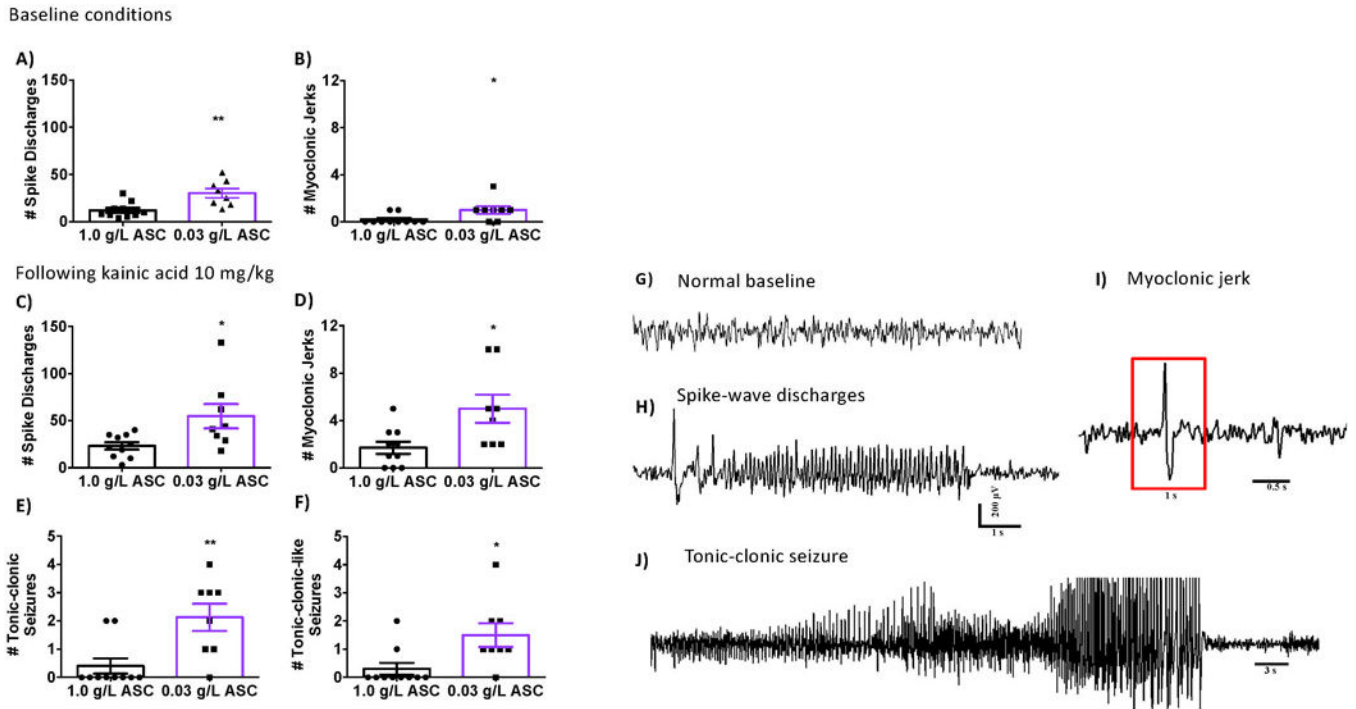 Baseline conditions
A)
# Spike Discharges
150
100
50
0
**
1.0 g/L ASC
0.03 g/L ASC
B)
# Myoclonic Jerks
12
8
4
0
*
1.0 g/L ASC
0.03 g/L ASC
Following kainic acid 10 mg/kg
C)
# Spike Discharges
150
100
50
0
*
1.0 g/L ASC
0.03 g/L ASC
D)
# Myoclonic Jerks
12
8
4
0
*
1.0 g/L ASC
0.03 g/L ASC
E)
# Tonic-clonic
Seizures
5
4
3
2
1
0
**
1.0 g/L ASC
0.03 g/L ASC
F)
# Tonic-clonic-like
Seizures
5
4
3
2
1
0
*
1.0 g/L ASC
0.03 g/L ASC
G) Normal baseline
H) Spike-wave discharges
200 µV
1 s
I) Myoclonic jerk
1 s
0.5 s
J) Tonic-clonic seizure
3 s